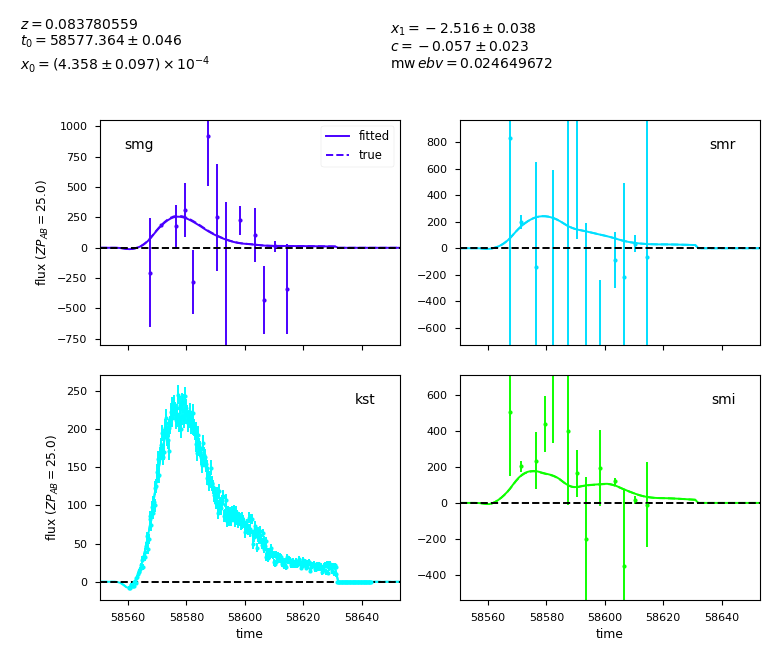 z = 0.083780559
t₀ = 58577.364 ± 0.046
x₀ = (4.358 ± 0.097) × 10⁻⁴
x₁ = −2.516 ± 0.038
c = −0.057 ± 0.023
mw ebv = 0.024649672
smg
fitted
true
1000
750
500
250
0
−250
−500
−750
flux (ZP_AB = 25.0)
smr
800
600
400
200
0
−200
−400
−600
kst
250
200
150
100
50
0
flux (ZP_AB = 25.0)
58560 58580 58600 58620 58640
time
smi
600
400
200
0
−200
−400
58560 58580 58600 58620 58640
time